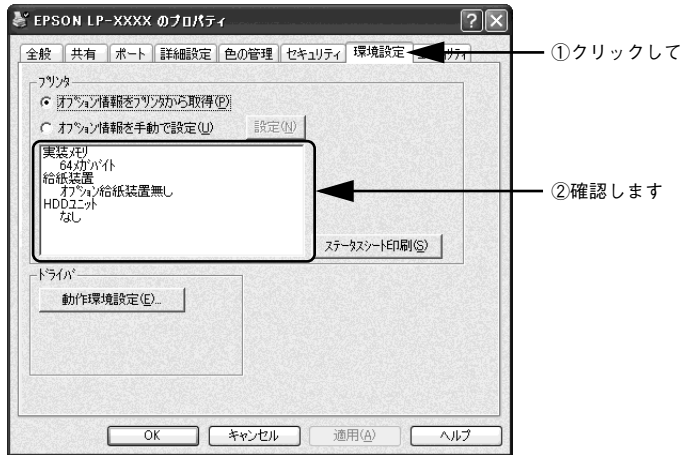 EPSON LP-XXXX のプロパティ
全般 共有 ポート 詳細設定 色の管理 セキュリティ 環境設定
①クリックして
プリンタ
オプション情報をプリンタから取得(P)
オプション情報を手動で設定(U) 設定(N)
実装メモリ
64メガバイト
給紙装置
オプション給紙装置無し
HDDユニット
なし
②確認します
ステータスシート印刷(S)
ドライバ
動作環境設定(E)...
OK キャンセル 適用(A) ヘルプ